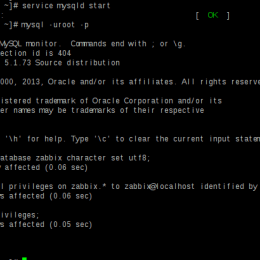 ~]# service mysqld start
: [ OK ]
~]# mysql -uroot -p
MySQL monitor. Commands end with ; or \g.
ection id is 404
5.1.73 Source distribution
000, 2013, Oracle and/or its affiliates. All rights reserve
istered trademark of Oracle Corporation and/or its
er names may be trademarks of their respective
'\h' for help. Type '\c' to clear the current input statem
atabase zabbix character set utf8;
affected (0.06 sec)
l privileges on zabbix.* to zabbix@localhost identified by
s affected (0.06 sec)
ivileges;
s affected (0.05 sec)